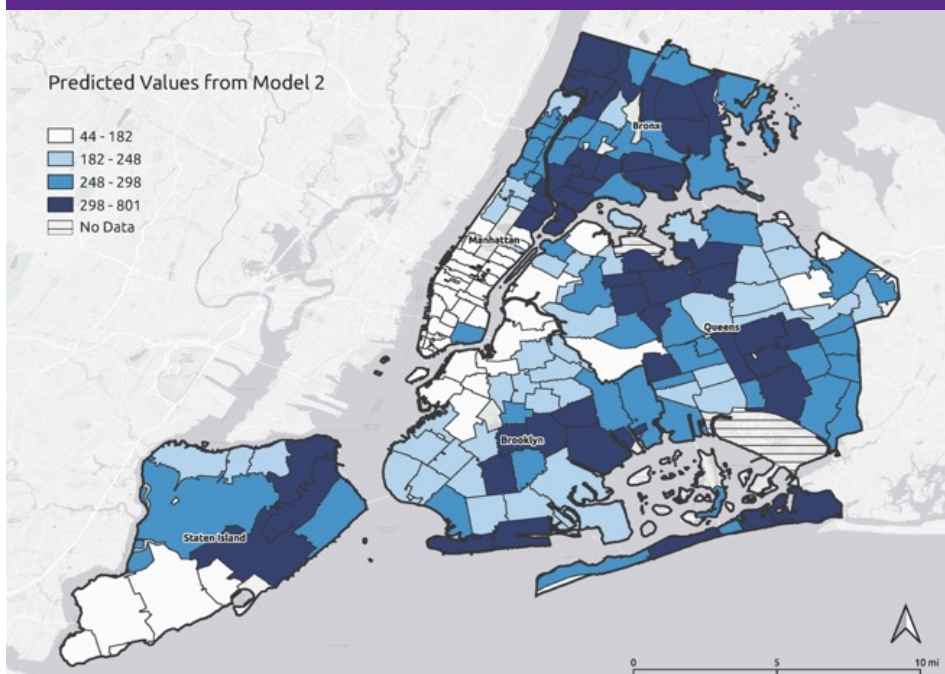 Predicted Values from Model 2
44 - 182
182 - 248
248 - 298
298 - 801
No Data
Bronx
Manhattan
Queens
Brooklyn
Staten Island
0 5 10 mi